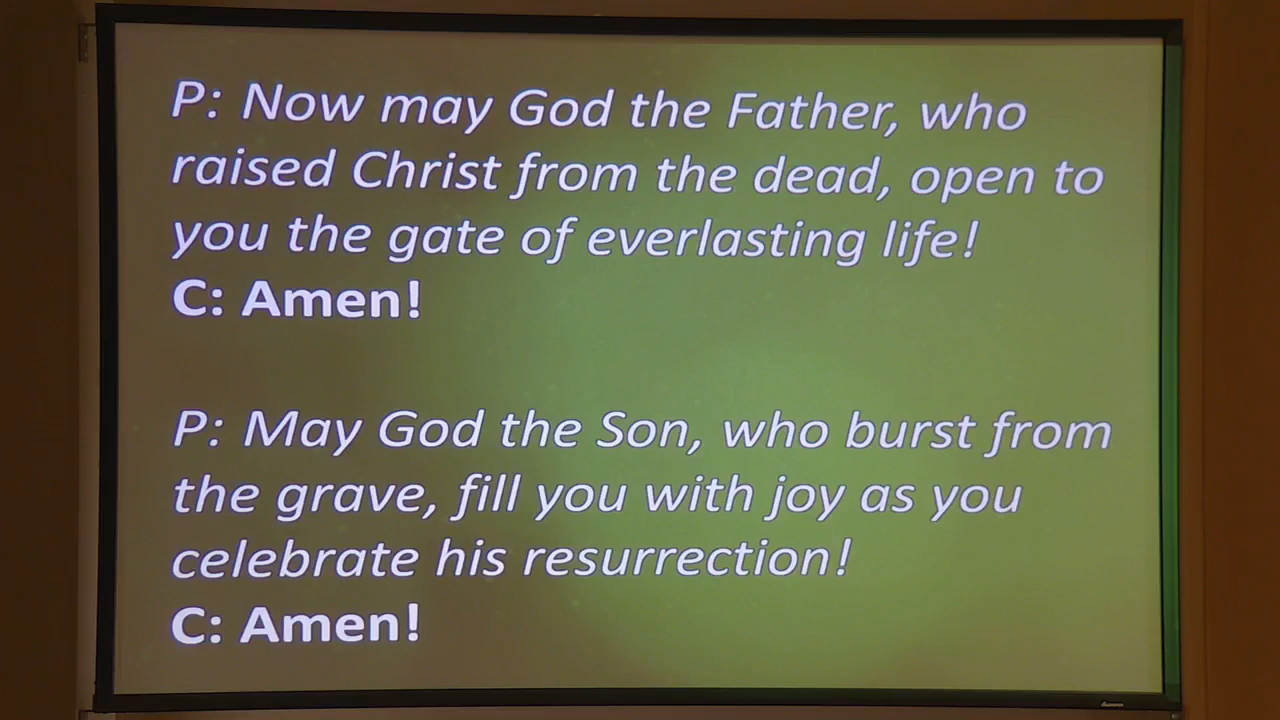 P: Now may God the Father, who
raised Christ from the dead, open to
you the gate of everlasting life!
C: Amen!
P: May God the Son, who burst from
the grave, fill you with joy as you
celebrate his resurrection!
C: Amen!